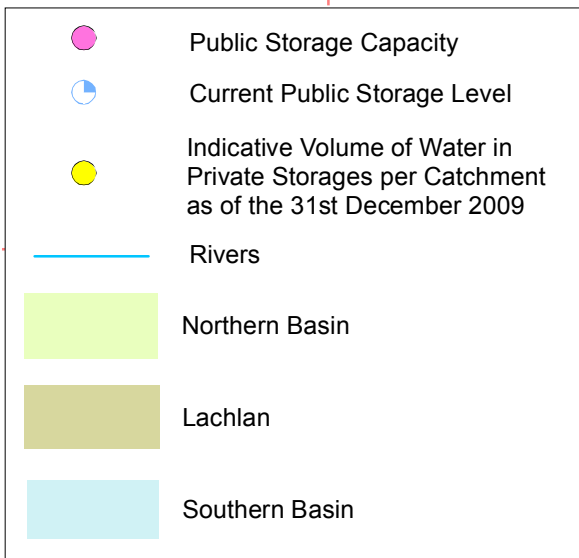 Public Storage Capacity
Current Public Storage Level
Indicative Volume of Water in
Private Storages per Catchment
as of the 31st December 2009
Rivers
Northern Basin
Lachlan
Southern Basin